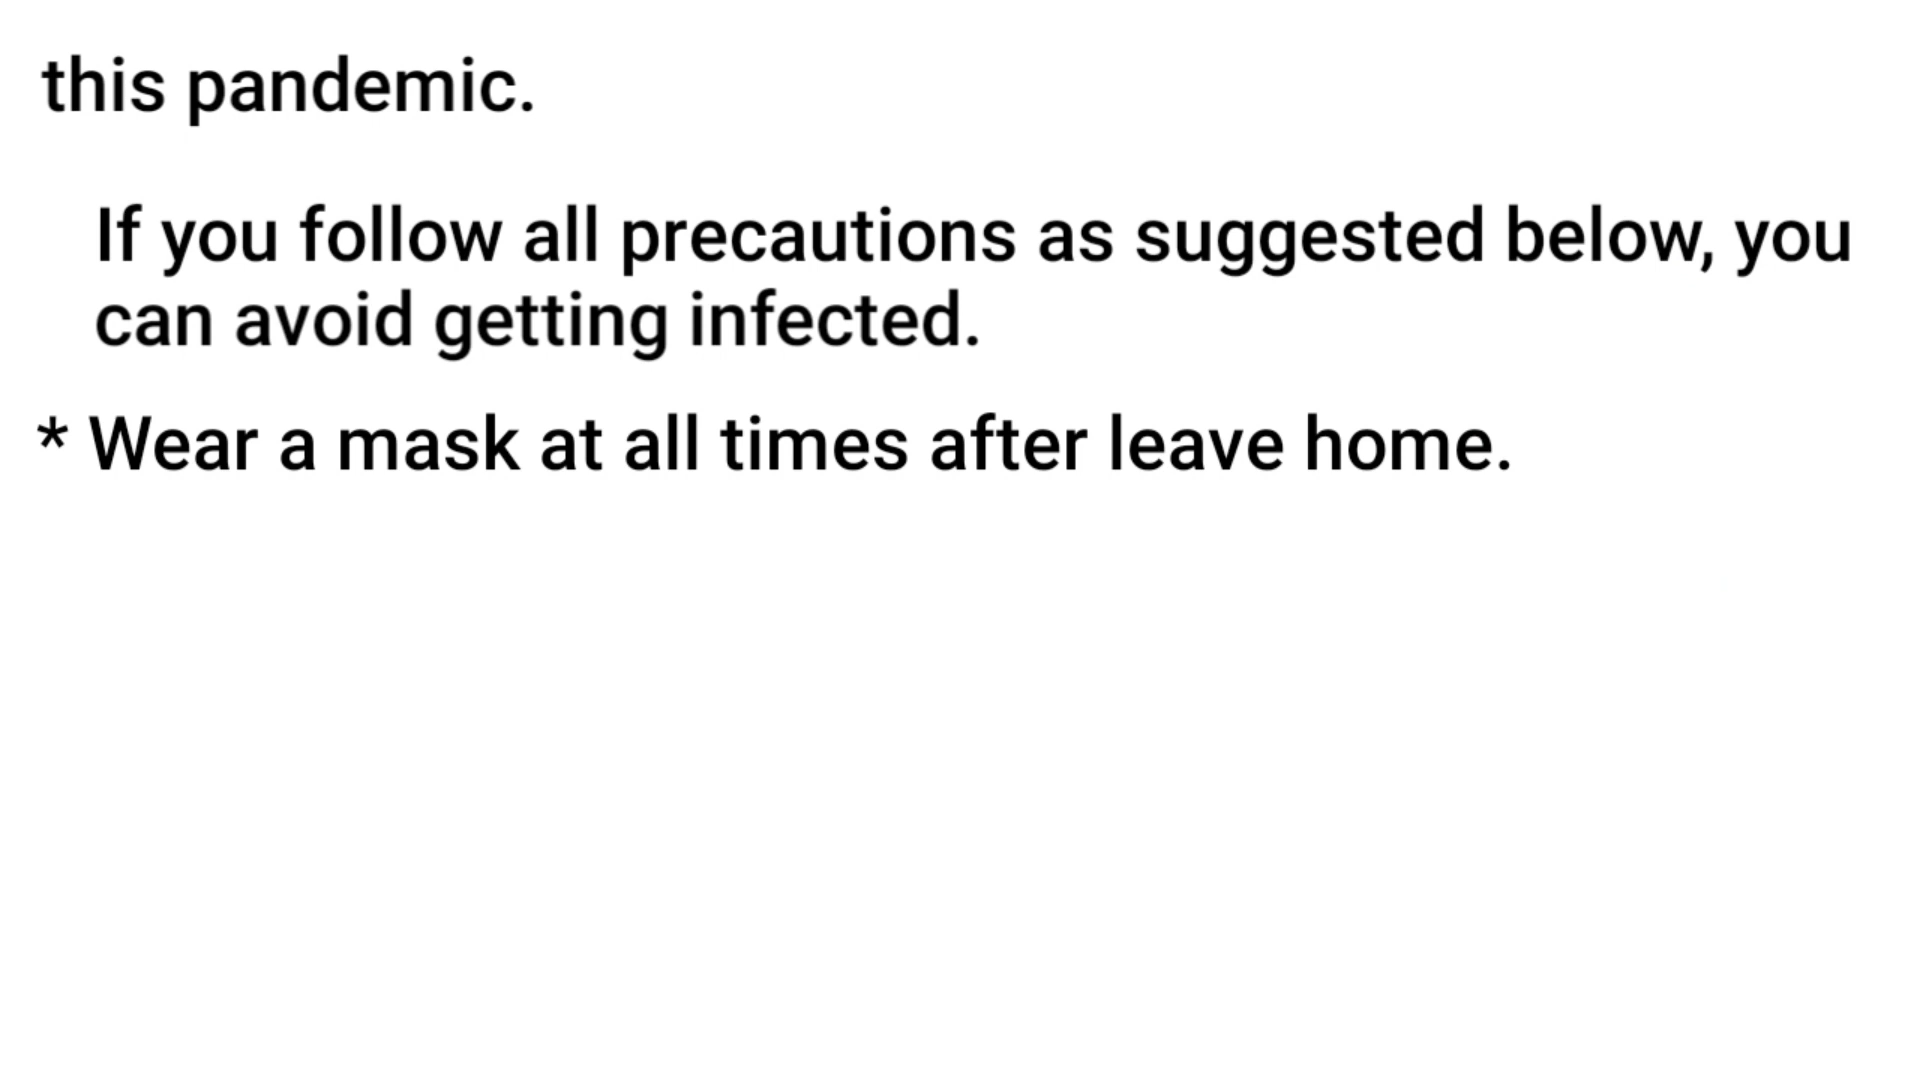 this pandemic.
If you follow all precautions as suggested below, you
can avoid getting infected.
* Wear a mask at all times after leave home.